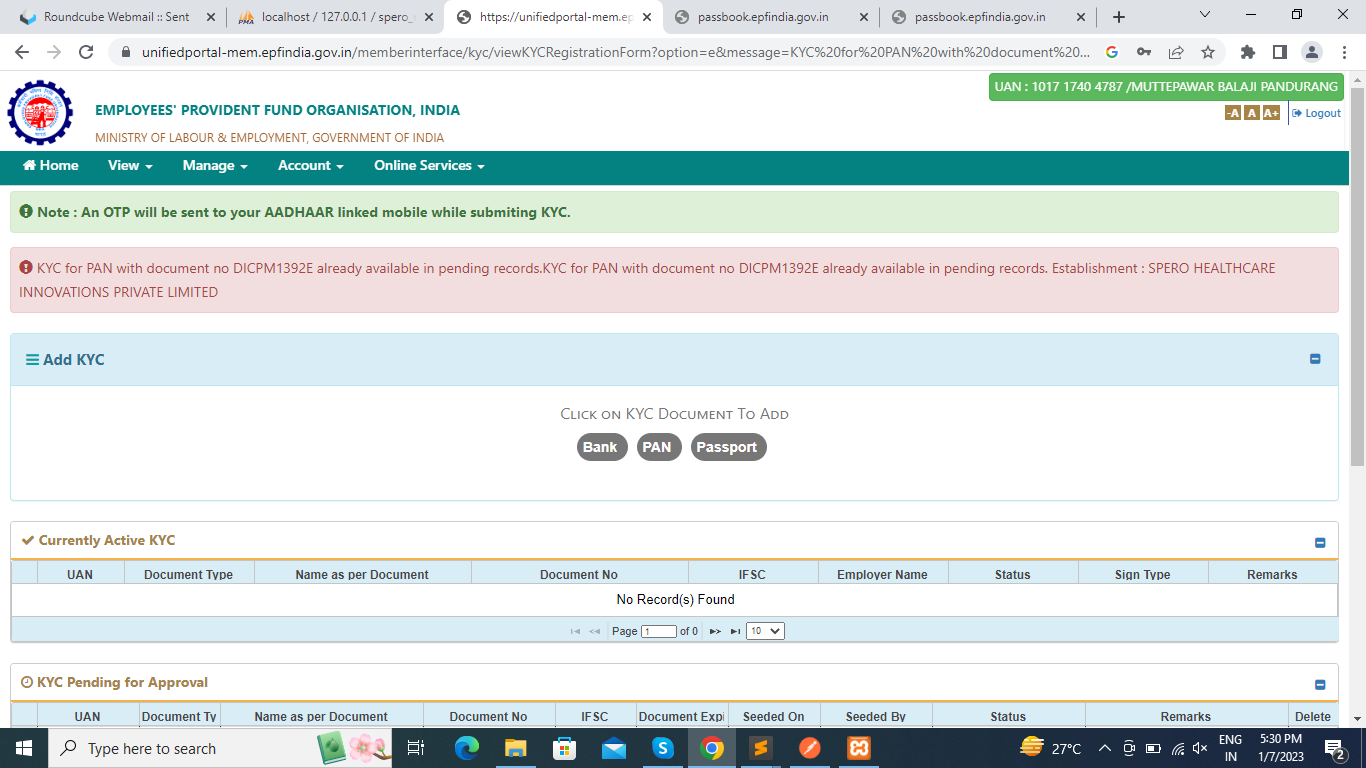 Roundcube Webmail :: Sent
localhost / 127.0.0.1 / spero_
https://unifiedportal-mem.ep
passbook.epfindia.gov.in
passbook.epfindia.gov.in
unifiedportal-mem.epfindia.gov.in/memberinterface/kyc/viewKYCRegistrationForm?option=e&message=KYC%20for%20PAN%20with%20document%20...
UAN : 1017 1740 4787 /MUTTEPAWAR BALAJI PANDURANG
EMPLOYEES' PROVIDENT FUND ORGANISATION, INDIA
-A A A+ Logout
MINISTRY OF LABOUR & EMPLOYMENT, GOVERNMENT OF INDIA
Home View Manage Account Online Services
Note : An OTP will be sent to your AADHAAR linked mobile while submiting KYC.
KYC for PAN with document no DICPM1392E already available in pending records.KYC for PAN with document no DICPM1392E already available in pending records. Establishment : SPERO HEALTHCARE
INNOVATIONS PRIVATE LIMITED
Add KYC
Click on KYC Document To Add
Bank PAN Passport
Currently Active KYC
UAN Document Type Name as per Document Document No IFSC Employer Name Status Sign Type Remarks
No Record(s) Found
Page 1 of 0 10
KYC Pending for Approval
UAN Document Ty Name as per Document Document No IFSC Document Expi Seeded On Seeded By Status Remarks Delete
Type here to search
27°C
ENG
IN
5:30 PM
1/7/2023
2